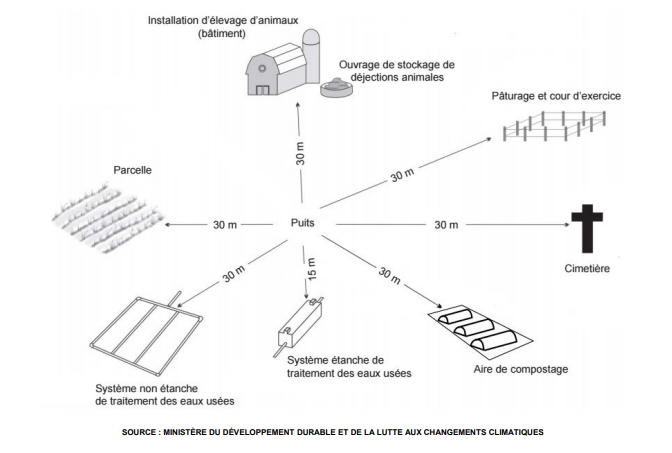 Installation d'élevage d'animaux
(bâtiment)
Ouvrage de stockage de
déjections animales
Pâturage et cour d'exercice
30 m
30 m
Parcelle
30 m
Puits
30 m
Cimetière
30 m
15 m
30 m
Système non étanche
de traitement des eaux usées
Système étanche de
traitement des eaux usées
Aire de compostage
SOURCE : MINISTÈRE DU DÉVELOPPEMENT DURABLE ET DE LA LUTTE AUX CHANGEMENTS CLIMATIQUES